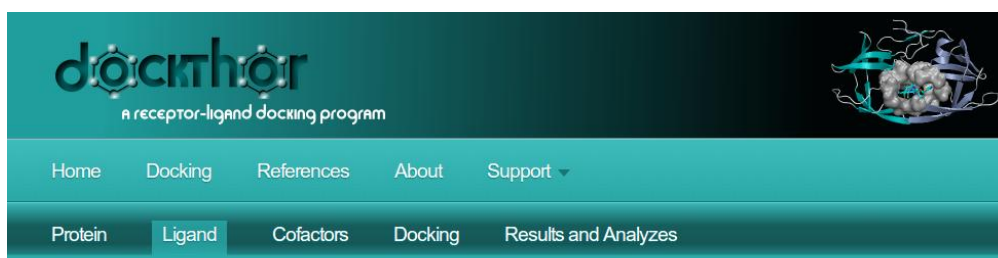 dockthor
A receptor-ligand docking program
Home Docking References About Support
Protein Ligand Cofactors Docking Results and Analyzes